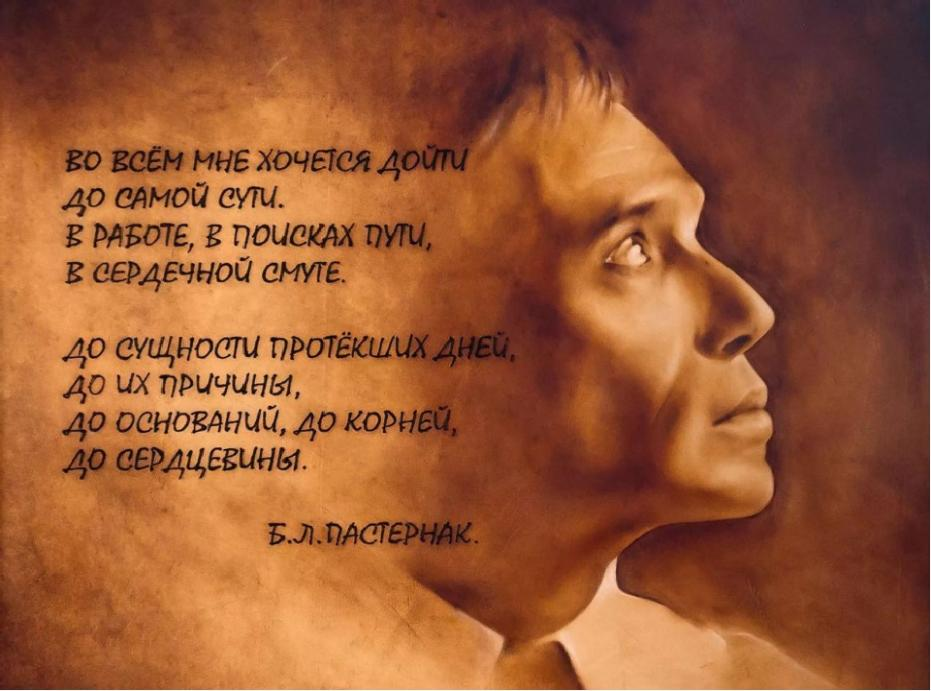 ВО ВСЁМ МНЕ ХОЧЕТСЯ ДОЙТИ
ДО САМОЙ СУТИ.
В РАБОТЕ, В ПОИСКАХ ПУТИ,
В СЕРДЕЧНОЙ СМУТЕ.
ДО СУЩНОСТИ ПРОТЁКШИХ ДНЕЙ,
ДО ИХ ПРИЧИНЫ,
ДО ОСНОВАНИЙ, ДО КОРНЕЙ,
ДО СЕРДЦЕВИНЫ.
Б.Л.ПАСТЕРНАК.